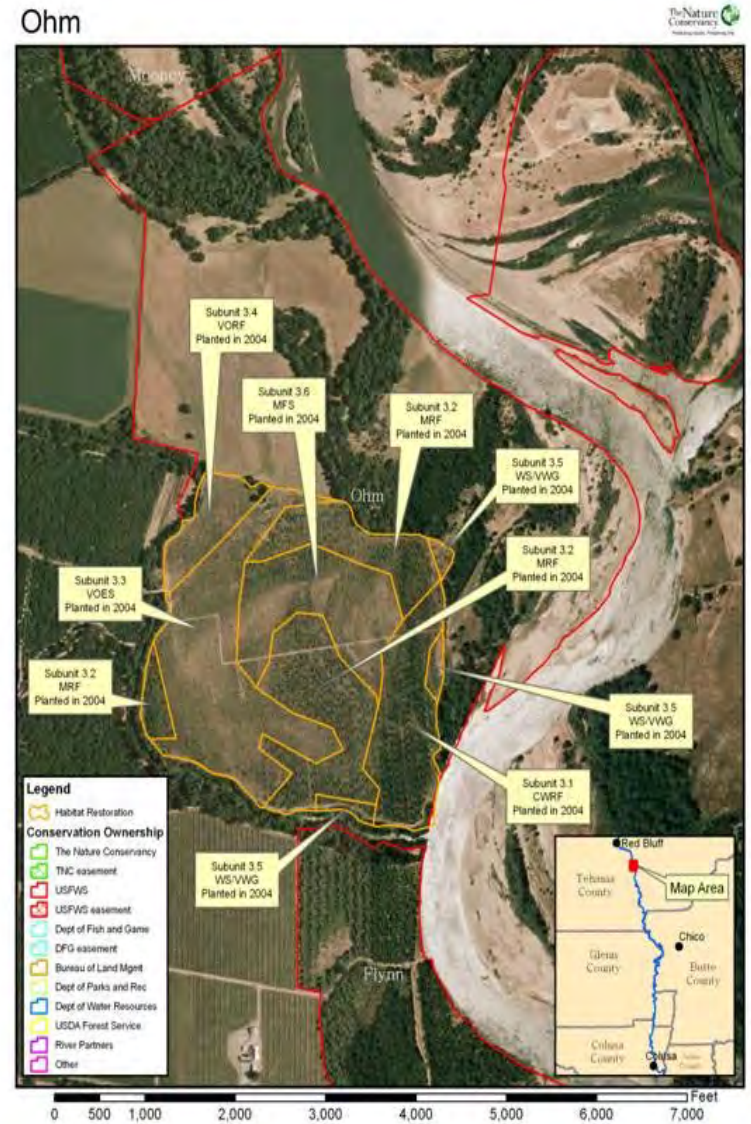 Ohm
The Nature
Conservancy
Mooney
Subunit 3.4
VORF
Planted in 2004
Subunit 3.6
MFS
Planted in 2004
Subunit 3.2
MRF
Planted in 2004
Ohm
Subunit 3.5
WS/VWG
Planted in 2004
Subunit 3.2
MRF
Planted in 2004
Subunit 3.3
VOES
Planted in 2004
Subunit 3.2
MRF
Planted in 2004
Subunit 3.5
WS/VWG
Planted in 2004
Subunit 3.1
CWRF
Planted in 2004
Subunit 3.5
WS/VWG
Planted in 2004
Flynn
Legend
Habitat Restoration
Conservation Ownership
The Nature Conservancy
TNC easement
USFWS
USFWS easement
Dept of Fish and Game
DFG easement
Bureau of Land Mgmt
Dept of Parks and Rec
Dept of Water Resources
USDA Forest Service
River Partners
Other
Red Bluff
Tehama
County
Map Area
Chico
Glenn
County
Butte
County
Colusa
County
Colusa
Feet
0 500 1,000 2,000 3,000 4,000 5,000 6,000 7,000